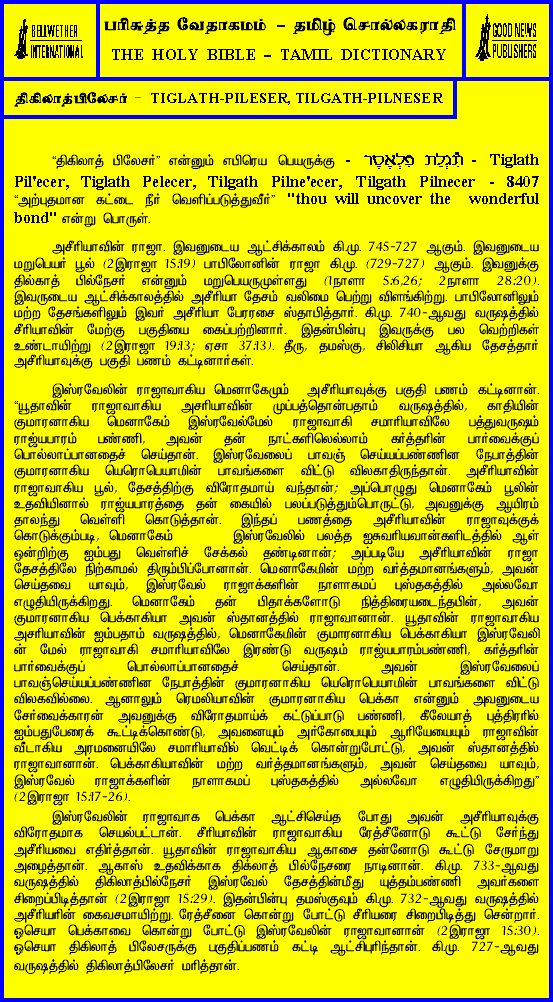 BELLWETHER
INTERNATIONAL
பரிசுத்த வேதாகமம் – தமிழ் சொல்லகராதி
THE HOLY BIBLE – TAMIL DICTIONARY
GOOD NEWS
PUBLISHERS
திகிலாத்பிலேசர் – TIGLATH-PILESER, TILGATH-PILNESER
“திகிலாத் பிலேசர்” என்னும் எபிரெய பெயருக்கு - תִּגְלַת פִּלְאֶסֶר - Tiglath
Pil'ecer, Tiglath Pelecer, Tilgath Pilne'ecer, Tilgath Pilnecer - 8407
“அற்புதமான கட்டை நீர் வெளிப்படுத்துவீர்” "thou will uncover the wonderful
bond" என்று பொருள்.
அசீரியாவின் ராஜா. இவனுடைய ஆட்சிக்காலம் கி.மு. 745-727 ஆகும். இவனுடைய
மறுபெயர் பூல் (2இராஜா 15:19) பாபிலோனின் ராஜா கி.மு. (729-727) ஆகும். இவனுக்கு
தில்காத் பில்நேசர் என்னும் மறுபெயருமுள்ளது (1நாளா 5:6,26; 2நாளா 28:20).
இவருடைய ஆட்சிக்காலத்தில் அசீரியா தேசம் வலிமை பெற்று விளங்கிற்று. பாபிலோனிலும்
மற்ற தேசங்களிலும் இவர் அசீரியா பேரரசை ஸ்தாபித்தார். கி.மு. 740-ஆவது வருஷத்தில்
சீரியாவின் மேற்கு பகுதியை கைப்பற்றினார். இதன்பின்பு இவருக்கு பல வெற்றிகள்
உண்டாயிற்று (2இராஜா 19:13; ஏசா 37:13). தீரு, தமஸ்கு, சிலிசியா ஆகிய தேசத்தார்
அசீரியாவுக்கு பகுதி பணம் கட்டினார்கள்.
இஸ்ரவேலின் ராஜாவாகிய மெனாகேமும் அசீரியாவுக்கு பகுதி பணம் கட்டினான்.
“யூதாவின் ராஜாவாகிய அசரியாவின் முப்பத்தொன்பதாம் வருஷத்தில், காதியின்
குமாரனாகிய மெனாகேம் இஸ்ரவேல்மேல் ராஜாவாகி சமாரியாவிலே பத்துவருஷம்
ராஜ்யபாரம் பண்ணி, அவன் தன் நாட்களிலெல்லாம் கர்த்தரின் பார்வைக்குப்
பொல்லாப்பானதைச் செய்தான். இஸ்ரவேலைப் பாவஞ் செய்யப்பண்ணின நேபாத்தின்
குமாரனாகிய யெரொபெயாமின் பாவங்களை விட்டு விலகாதிருந்தான். அசீரியாவின்
ராஜாவாகிய பூல், தேசத்திற்கு விரோதமாய் வந்தான்; அப்பொழுது மெனாகேம் பூலின்
உதவியினால் ராஜ்யபாரத்தை தன் கையில் பலப்படுத்தும்பொருட்டு, அவனுக்கு ஆயிரம்
தாலந்து வெள்ளி கொடுத்தான். இந்தப் பணத்தை அசீரியாவின் ராஜாவுக்குக்
கொடுக்கும்படி, மெனாகேம் இஸ்ரவேலில் பலத்த ஐசுவரியவான்களிடத்தில் ஆள்
ஒன்றிற்கு ஐம்பது வெள்ளிச் சேக்கல் தண்டினான்; அப்படியே அசீரியாவின் ராஜா
தேசத்திலே நிற்காமல் திரும்பிப்போனான். மெனாகேமின் மற்ற வர்த்தமானங்களும், அவன்
செய்தவை யாவும், இஸ்ரவேல் ராஜாக்களின் நாளாகமப் புஸ்தகத்தில் அல்லவோ
எழுதியிருக்கிறது. மெனாகேம் தன் பிதாக்களோடு நித்திரையடைந்தபின், அவன்
குமாரனாகிய பெக்காகியா அவன் ஸ்தானத்தில் ராஜாவானான். யூதாவின் ராஜாவாகிய
அசரியாவின் ஐம்பதாம் வருஷத்தில், மெனாகேமின் குமாரனாகிய பெக்காகியா இஸ்ரவேலி
ன் மேல் ராஜாவாகி சமாரியாவிலே இரண்டு வருஷம் ராஜ்யபாரம்பண்ணி, கர்த்தரின்
பார்வைக்குப் பொல்லாப்பானதைச் செய்தான். அவன் இஸ்ரவேலைப்
பாவஞ்செய்யப்பண்ணின நேபாத்தின் குமாரனாகிய யெரொபெயாமின் பாவங்களை விட்டு
விலகவில்லை. ஆனாலும் ரெமலியாவின் குமாரனாகிய பெக்கா என்னும் அவனுடைய
சேர்வைக்காரன் அவனுக்கு விரோதமாய்க் கட்டுப்பாடு பண்ணி, கீலேயாத் புத்திரரில்
ஐம்பதுபேரைக் கூட்டிக்கொண்டு, அவனையும் அர்கோபையும் ஆரியேயையும் ராஜாவின்
வீடாகிய அரமனையிலே சமாரியாவில் வெட்டிக் கொன்றுபோட்டு, அவன் ஸ்தானத்தில்
ராஜாவானான். பெக்காகியாவின் மற்ற வர்த்தமானங்களும், அவன் செய்தவை யாவும்,
இஸ்ரவேல் ராஜாக்களின் நாளாகமப் புஸ்தகத்தில் அல்லவோ எழுதியிருக்கிறது”
(2இராஜா 15:17-26).
இஸ்ரவேலின் ராஜாவாக பெக்கா ஆட்சிசெய்த போது அவன் அசீரியாவுக்கு
விரோதமாக செயல்பட்டான். சீரியாவின் ராஜாவாகிய ரேத்சீனோடு கூட்டு சேர்ந்து
அசீரியவை எதிர்த்தான். யூதாவின் ராஜாவாகிய ஆகாசை தன்னோடு கூட்டு சேருமாறு
அழைத்தான். ஆகாஸ் உதவிக்காக திக்லாத் பில்நேசரை நாடினான். கி.மு. 733-ஆவது
வருஷத்தில் திகிலாத்பில்நேசர் இஸ்ரவேல் தேசத்தின்மீது யுத்தம்பண்ணி அவர்களை
சிறைப்பிடித்தான் (2இராஜா 15:29). இதன்பின்பு தமஸ்குவும் கி.மு. 732-ஆவது வருஷத்தில்
அசீரியரின் கைவசமாயிற்று. ரேத்சீனை கொன்று போட்டு சீரியரை சிறைபிடித்து சென்றார்.
ஓசெயா பெக்காவை கொன்று போட்டு இஸ்ரவேலின் ராஜாவானான் (2இராஜா 15:30).
ஓசெயா திகிலாத் பிலேசருக்கு பகுதிப்பணம் கட்டி ஆட்சிபுரிந்தான். கி.மு. 727-ஆவது
வருஷத்தில் திகிலாத்பிலேசர் மரித்தான்.